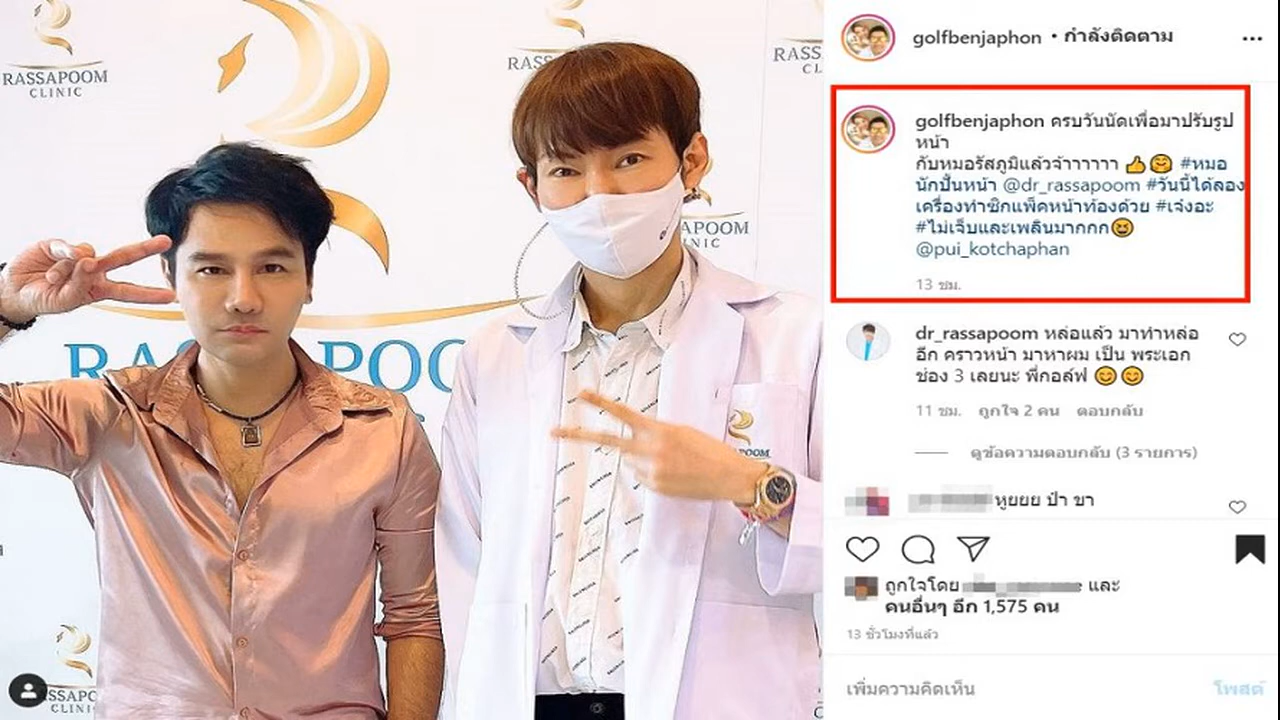 RASSAPOOM
CLINIC
RASSAPOOM
RASSA
CL
RASSAPOOM
RASSAPOOM
CLINIC
golfbenjaphon • กำลังติดตาม
golfbenjaphon ครบวันนัดเพื่อมาปรับรูป
หน้า
กับหมอรัสภูมิแล้วจ้าาาาาา 👍🤗 #หมอ
นักปั้นหน้า @dr_rassapoom #วันนี้ได้ลอง
เครื่องทำซิกแพ็คหน้าท้องด้วย #เจ๋งอะ
#ไม่เจ็บและเพลินมากกก😆
@pui_kotchaphan
13 ชม.
dr_rassapoom หล่อแล้ว มาทำหล่อ
อีก คราวหน้า มาหาผม เป็น พระเอก
ช่อง 3 เลยนะ พี่กอล์ฟ 😊😊
11 ชม. ถูกใจ 2 คน ตอบกลับ
ดูข้อความตอบกลับ (3 รายการ)
หูยยย ป๋า ขา
ถูกใจโดย และ
คนอื่นๆ อีก 1,575 คน
13 ชั่วโมงที่แล้ว
เพิ่มความคิดเห็น โพสต์